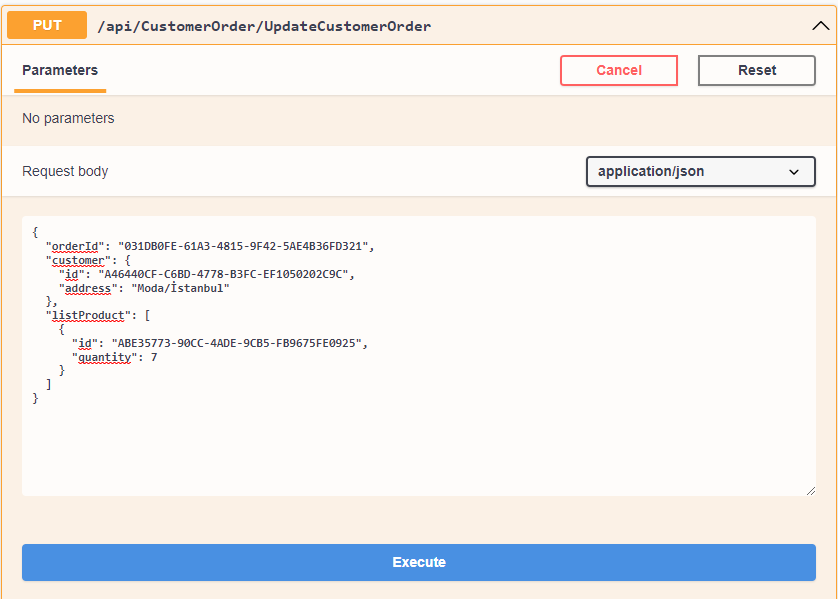 PUT /api/CustomerOrder/UpdateCustomerOrder
Parameters Cancel Reset
No parameters
Request body application/json
{
  "orderId": "031DB0FE-61A3-4815-9F42-5AE4B36FD321",
  "customer": {
    "id": "A46440CF-C6BD-4778-B3FC-EF1050202C9C",
    "address": "Moda/İstanbul"
  },
  "listProduct": [
    {
      "id": "ABE35773-90CC-4ADE-9CB5-FB9675FE0925",
      "quantity": 7
    }
  ]
}
Execute